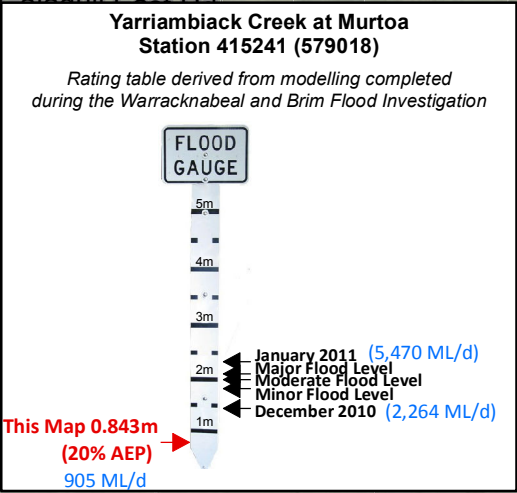 Yarriambiack Creek at Murtoa
Station 415241 (579018)
Rating table derived from modelling completed
during the Warracknabeal and Brim Flood Investigation
FLOOD
GAUGE
5m
4m
3m
January 2011 (5,470 ML/d)
Major Flood Level
2m
Moderate Flood Level
Minor Flood Level
December 2010 (2,264 ML/d)
1m
This Map 0.843m
(20% AEP)
905 ML/d